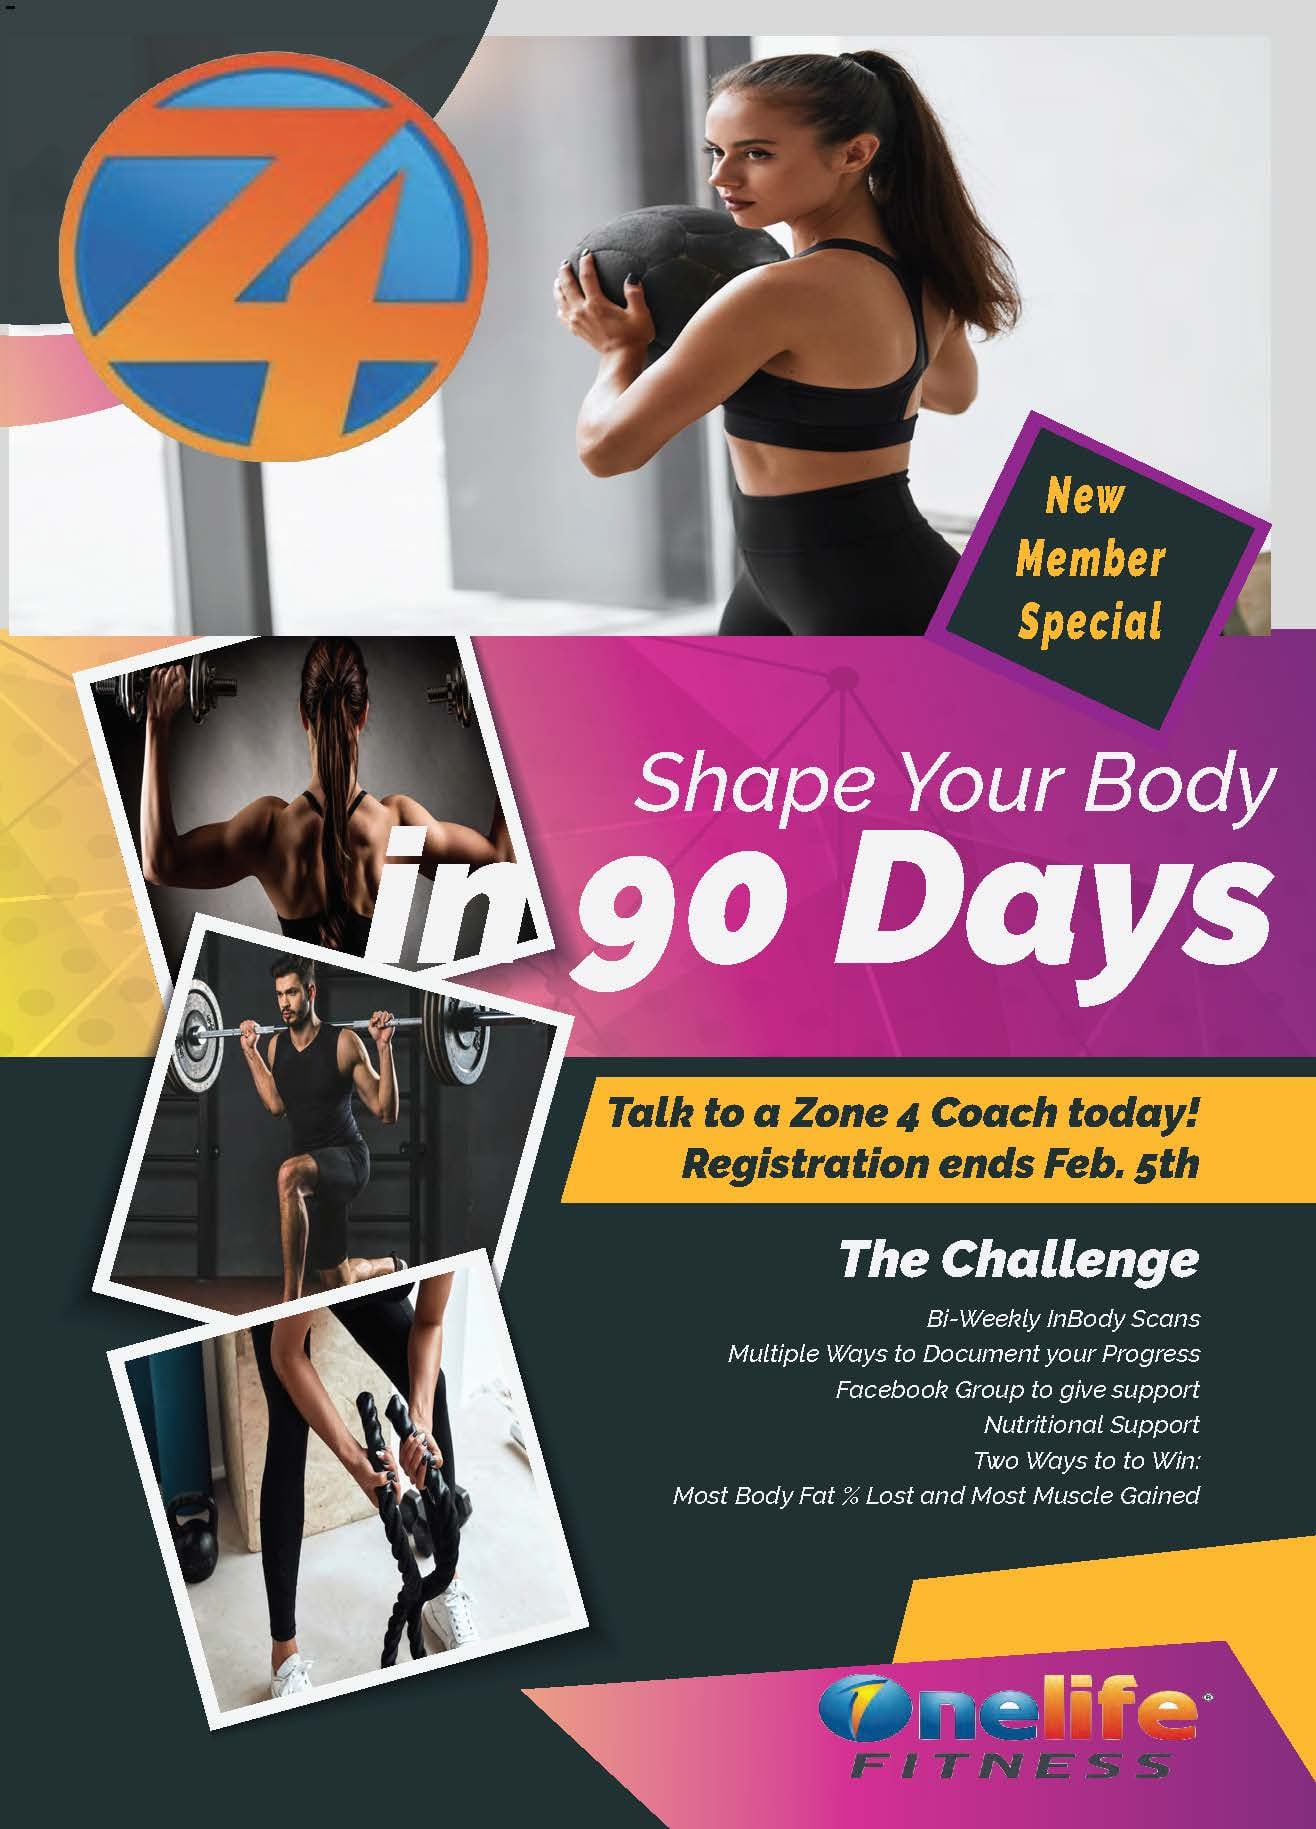 Z4
New
Member
Special
Shape Your Body
in 90 Days
Talk to a Zone 4 Coach today!
Registration ends Feb. 5th
The Challenge
Bi-Weekly InBody Scans
Multiple Ways to Document your Progress
Facebook Group to give support
Nutritional Support
Two Ways to to Win:
Most Body Fat % Lost and Most Muscle Gained
Onelife®
FITNESS